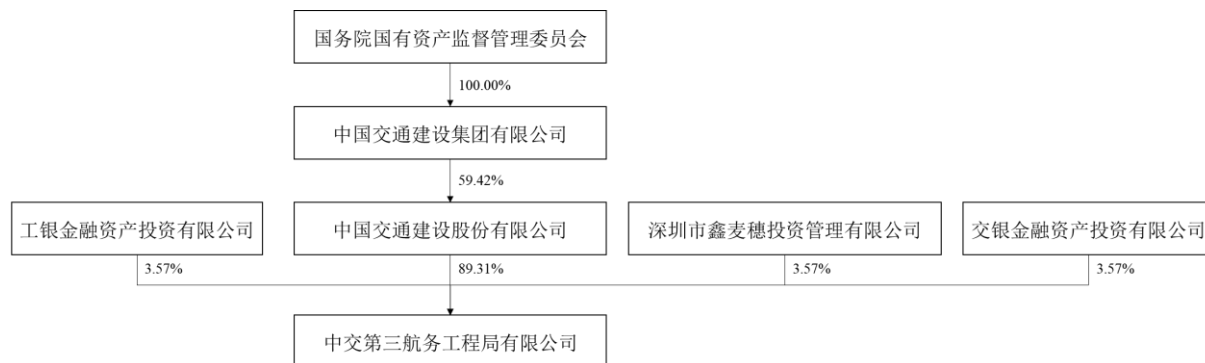 国务院国有资产监督管理委员会
100.00%
中国交通建设集团有限公司
59.42%
工银金融资产投资有限公司
中国交通建设股份有限公司
深圳市鑫麦穗投资管理有限公司
交银金融资产投资有限公司
3.57%
89.31%
3.57%
3.57%
中交第三航务工程局有限公司